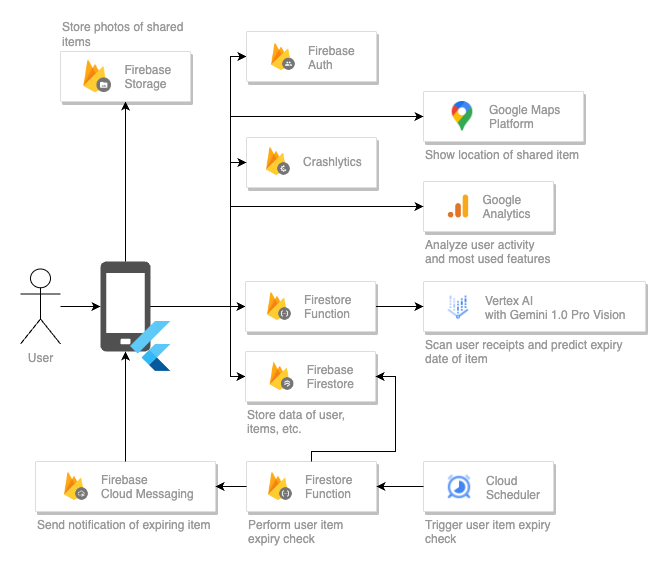 Store photos of shared
items
Firebase
Storage
Firebase
Auth
Google Maps
Platform
Show location of shared item
Crashlytics
Google
Analytics
Analyze user activity
and most used features
User
Firestore
Function
Vertex AI
with Gemini 1.0 Pro Vision
Scan user receipts and predict expiry
date of item
Firebase
Firestore
Store data of user,
items, etc.
Firebase
Cloud Messaging
Send notification of expiring item
Firestore
Function
Perform user item
expiry check
Cloud
Scheduler
Trigger user item expiry
check